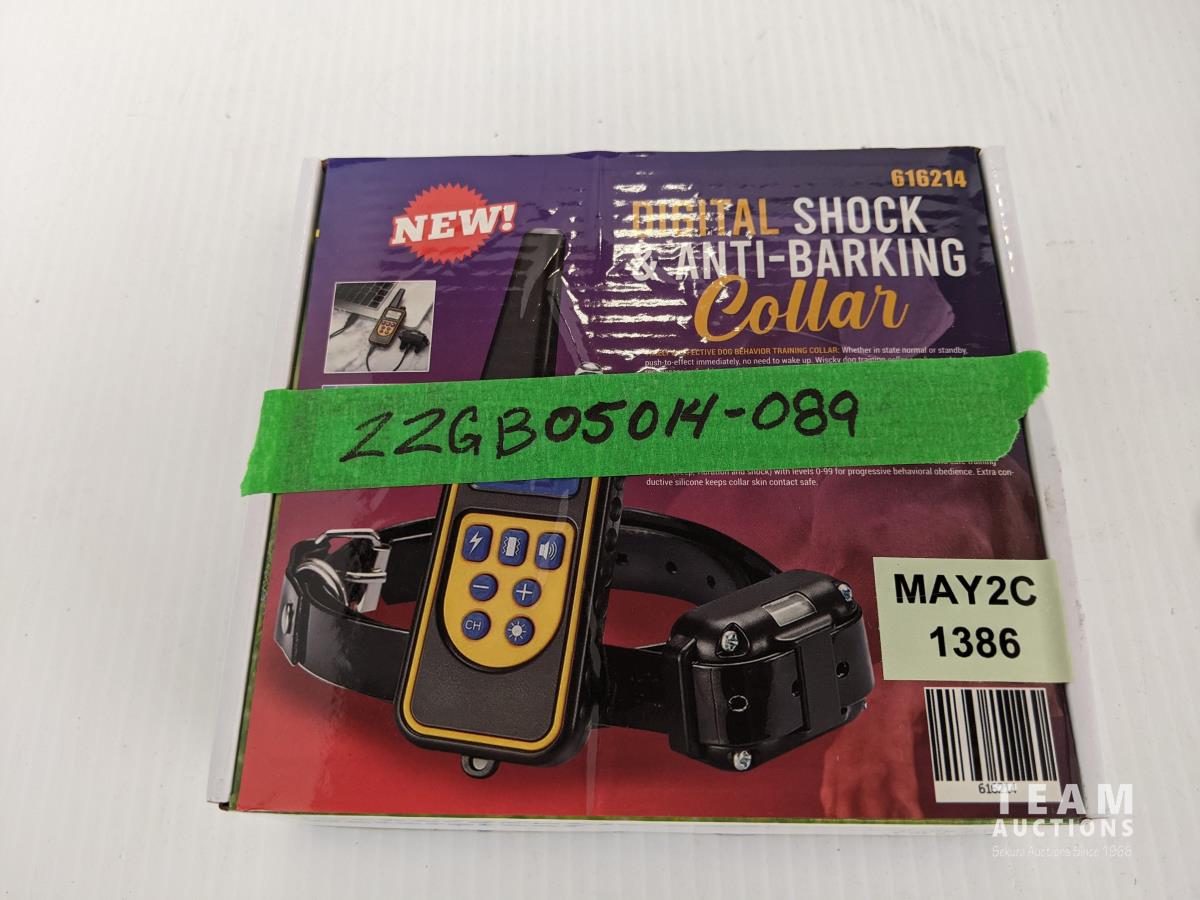 616214
NEW!
DIGITAL SHOCK
& ANTI-BARKING
Collar
EFFECTIVE DOG BEHAVIOR TRAINING COLLAR: Whether in state normal or standby,
push-to-effect immediately, no need to wake up.
22GB05014-089
vibration and shock) with levels 0-99 for progressive behavioral obedience. Extra con-
ductive silicone keeps collar skin contact safe.
CH
MAY2C
1386
616214
TEAM
AUCTIONS
Sekura Auctions Since 1966